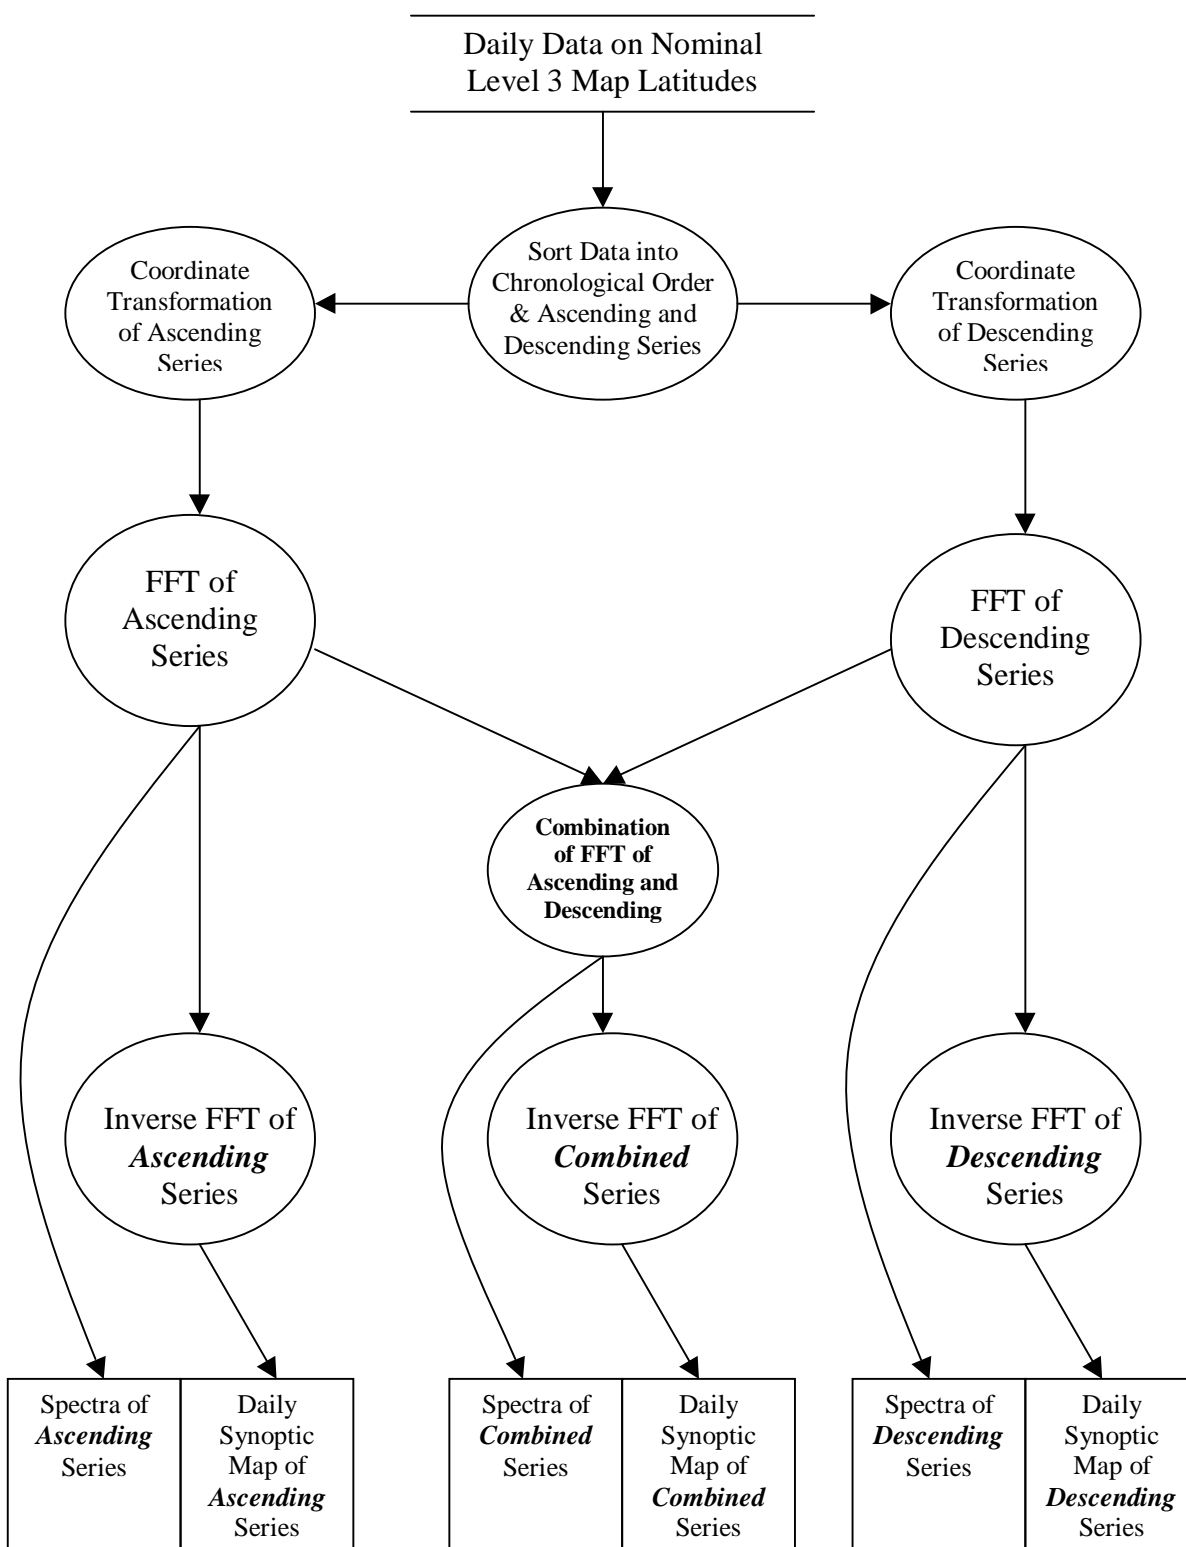 Daily Data on Nominal
Level 3 Map Latitudes
Coordinate
Transformation
of Ascending
Series
Sort Data into
Chronological Order
& Ascending and
Descending Series
Coordinate
Transformation
of Descending
Series
FFT of
Ascending
Series
FFT of
Descending
Series
Combination
of FFT of
Ascending and
Descending
Inverse FFT of
Ascending
Series
Inverse FFT of
Combined
Series
Inverse FFT of
Descending
Series
Spectra of
Ascending
Series
Daily
Synoptic
Map of
Ascending
Series
Spectra of
Combined
Series
Daily
Synoptic
Map of
Combined
Series
Spectra of
Descending
Series
Daily
Synoptic
Map of
Descending
Series